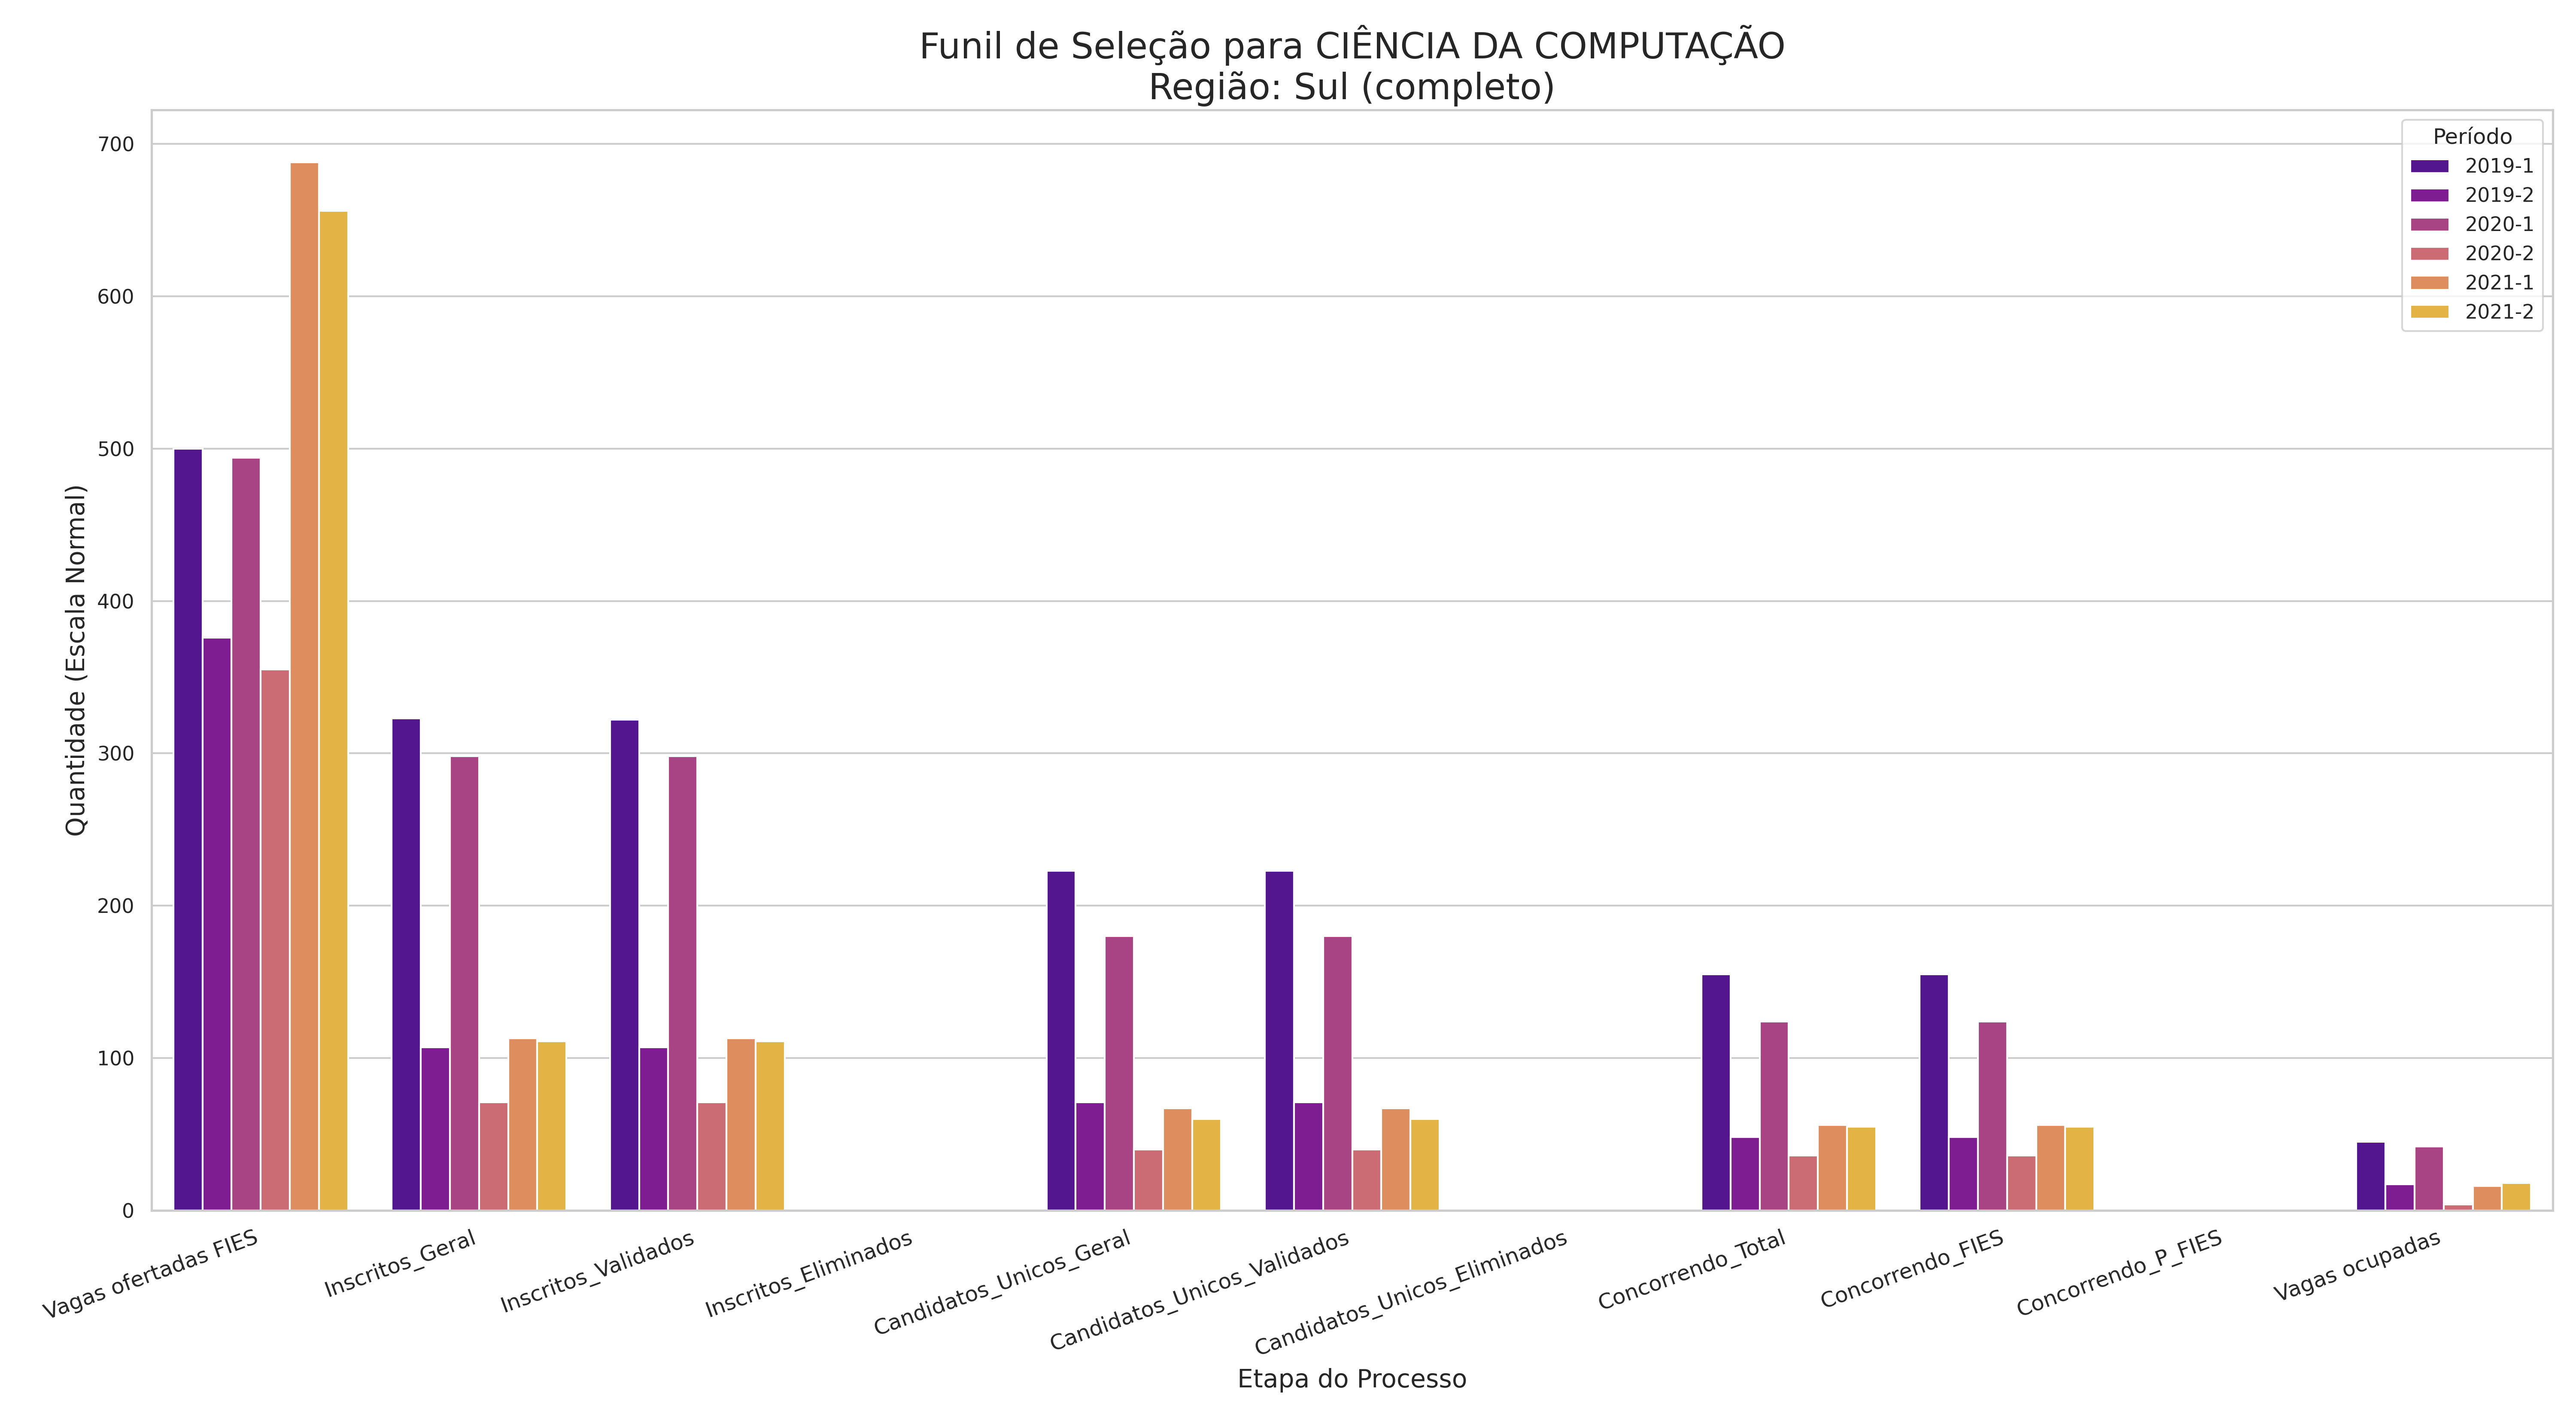 Funil de Seleção para CIÊNCIA DA COMPUTAÇÃO
Região: Sul (completo)
Quantidade (Escala Normal)
700
600
500
400
300
200
100
0
Período
2019-1
2019-2
2020-1
2020-2
2021-1
2021-2
Vagas ofertadas FIES
Inscritos_Geral
Inscritos_Validados
Inscritos_Eliminados
Candidatos_Unicos_Geral
Candidatos_Unicos_Validados
Candidatos_Unicos_Eliminados
Concorrendo_Total
Concorrendo_FIES
Concorrendo_P_FIES
Vagas ocupadas
Etapa do Processo